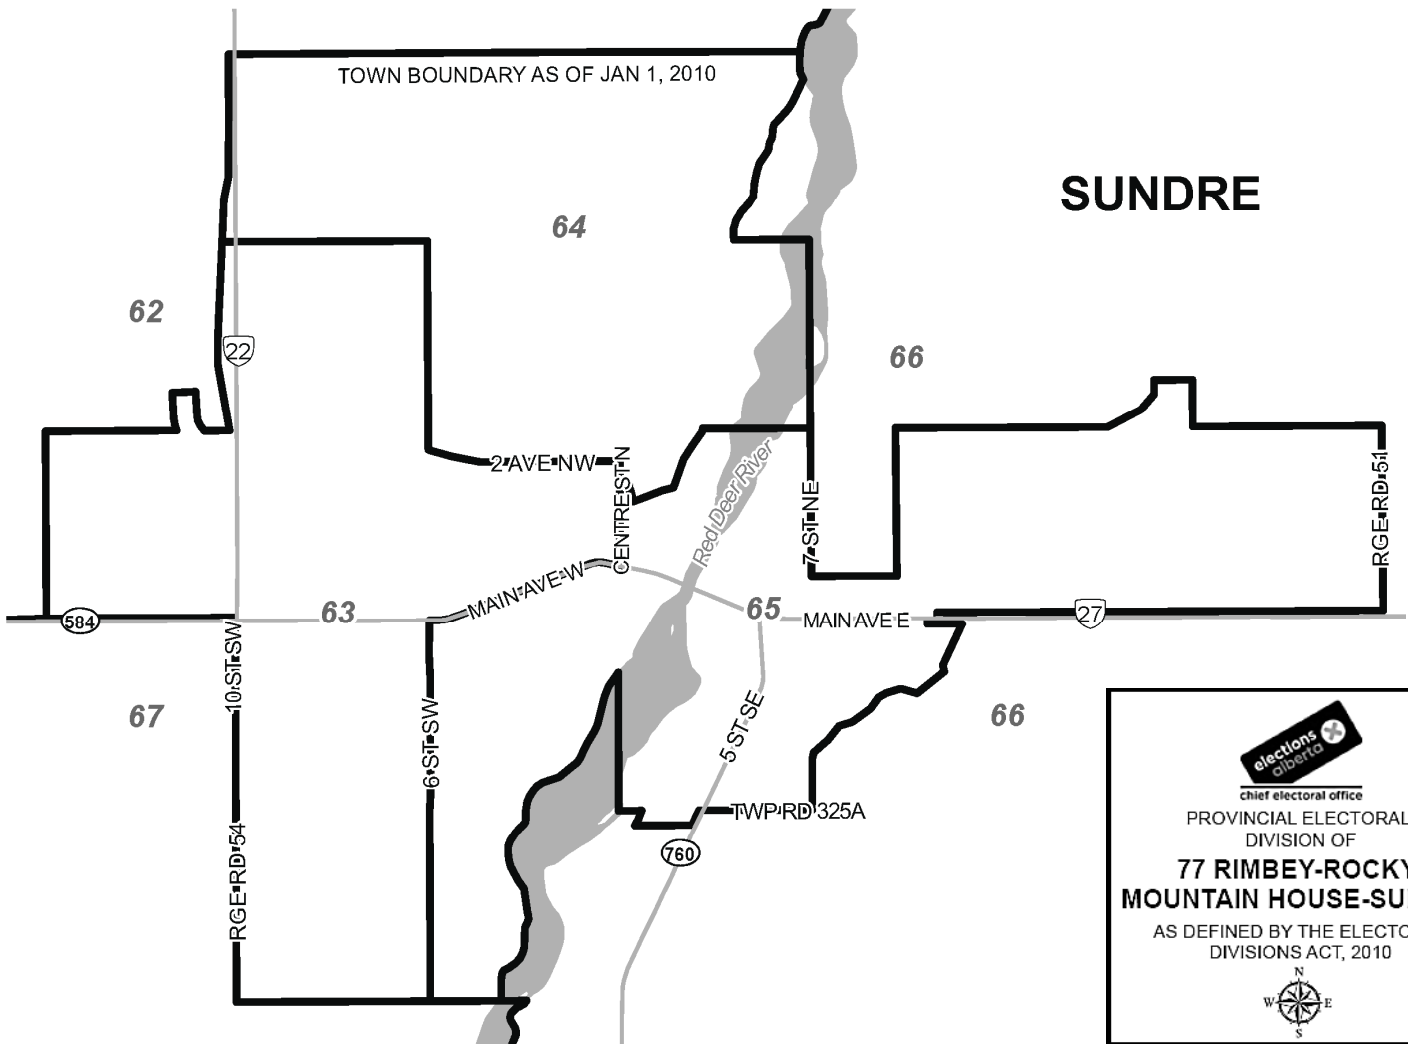 TOWN BOUNDARY AS OF JAN 1, 2010
SUNDRE
64
62
22
66
2 AVE NW
CENTRE ST N
Red Deer River
7 ST NE
RGE RD 51
MAIN AVE W
584
63
65
MAIN AVE E
27
10 ST SW
67
6 ST SW
5 ST SE
66
TWP RD 325A
760
RGE RD 54
elections
alberta
chief electoral office
PROVINCIAL ELECTORAL
DIVISION OF
77 RIMBEY-ROCKY
MOUNTAIN HOUSE-SU
AS DEFINED BY THE ELECTO
DIVISIONS ACT, 2010
N
W E
S